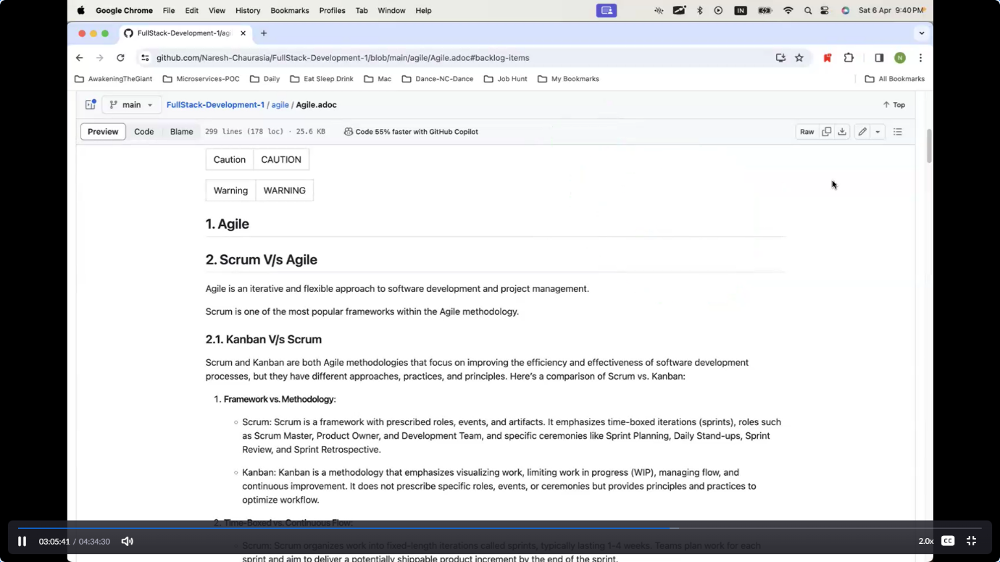 Google Chrome File Edit View History Bookmarks Profiles Tab Window Help IN Sat 6 Apr 9:40 PM
FullStack-Development-1/agi
github.com/Naresh-Chaurasia/FullStack-Development-1/blob/main/agile/Agile.adoc#backlog-items N
AwakeningTheGiant Microservices-POC Daily Eat Sleep Drink Mac Dance-NC-Dance Job Hunt My Bookmarks All Bookmarks
main FullStack-Development-1 / agile / Agile.adoc Top
Preview Code Blame 299 lines (178 loc) · 25.6 KB Code 55% faster with GitHub Copilot Raw
Caution CAUTION
Warning WARNING
1. Agile
2. Scrum V/s Agile
Agile is an iterative and flexible approach to software development and project management.
Scrum is one of the most popular frameworks within the Agile methodology.
2.1. Kanban V/s Scrum
Scrum and Kanban are both Agile methodologies that focus on improving the efficiency and effectiveness of software development
processes, but they have different approaches, practices, and principles. Here's a comparison of Scrum vs. Kanban:
1. Framework vs. Methodology:
◦ Scrum: Scrum is a framework with prescribed roles, events, and artifacts. It emphasizes time-boxed iterations (sprints), roles such
as Scrum Master, Product Owner, and Development Team, and specific ceremonies like Sprint Planning, Daily Stand-ups, Sprint
Review, and Sprint Retrospective.
◦ Kanban: Kanban is a methodology that emphasizes visualizing work, limiting work in progress (WIP), managing flow, and
continuous improvement. It does not prescribe specific roles, events, or ceremonies but provides principles and practices to
optimize workflow.
2. Time-Boxed vs. Continuous Flow:
◦ Scrum: Scrum organizes work into fixed-length iterations called sprints, typically lasting 1-4 weeks. Teams plan work for each
sprint and aim to deliver a potentially shippable product increment by the end of the sprint.
03:05:41 / 04:34:30 2.0x CC